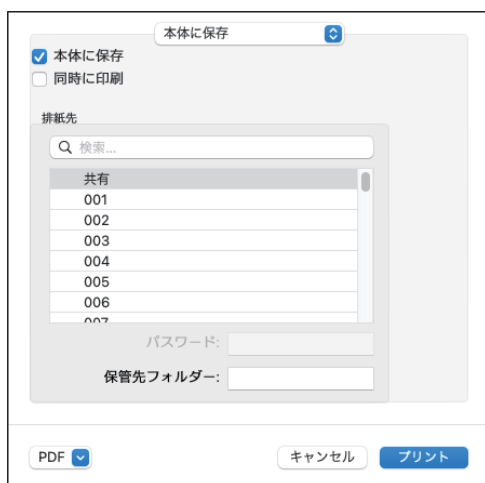 本体に保存
本体に保存
同時に印刷
排紙先
検索...
共有
001
002
003
004
005
006
007
パスワード:
保管先フォルダー:
PDF キャンセル プリント